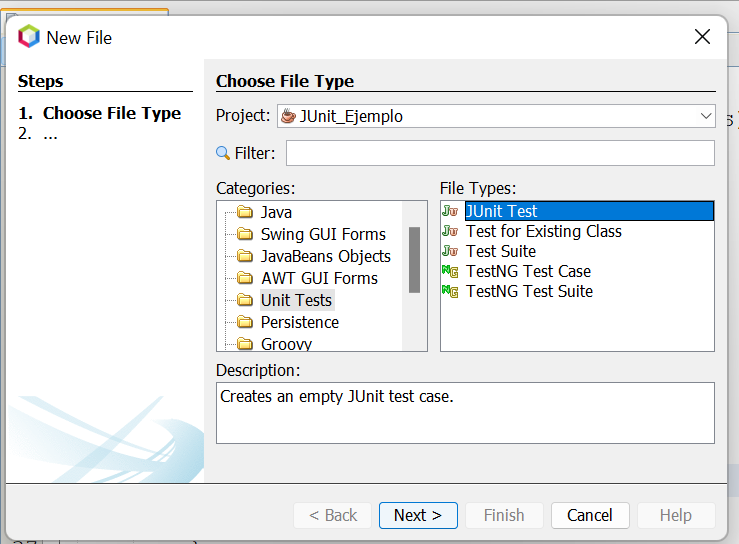 New File
Steps
1. Choose File Type
2. ...
Choose File Type
Project: JUnit_Ejemplo
Filter:
Categories:
Java
Swing GUI Forms
JavaBeans Objects
AWT GUI Forms
Unit Tests
Persistence
Groovy
File Types:
JUnit Test
Test for Existing Class
Test Suite
TestNG Test Case
TestNG Test Suite
Description:
Creates an empty JUnit test case.
< Back
Next >
Finish
Cancel
Help